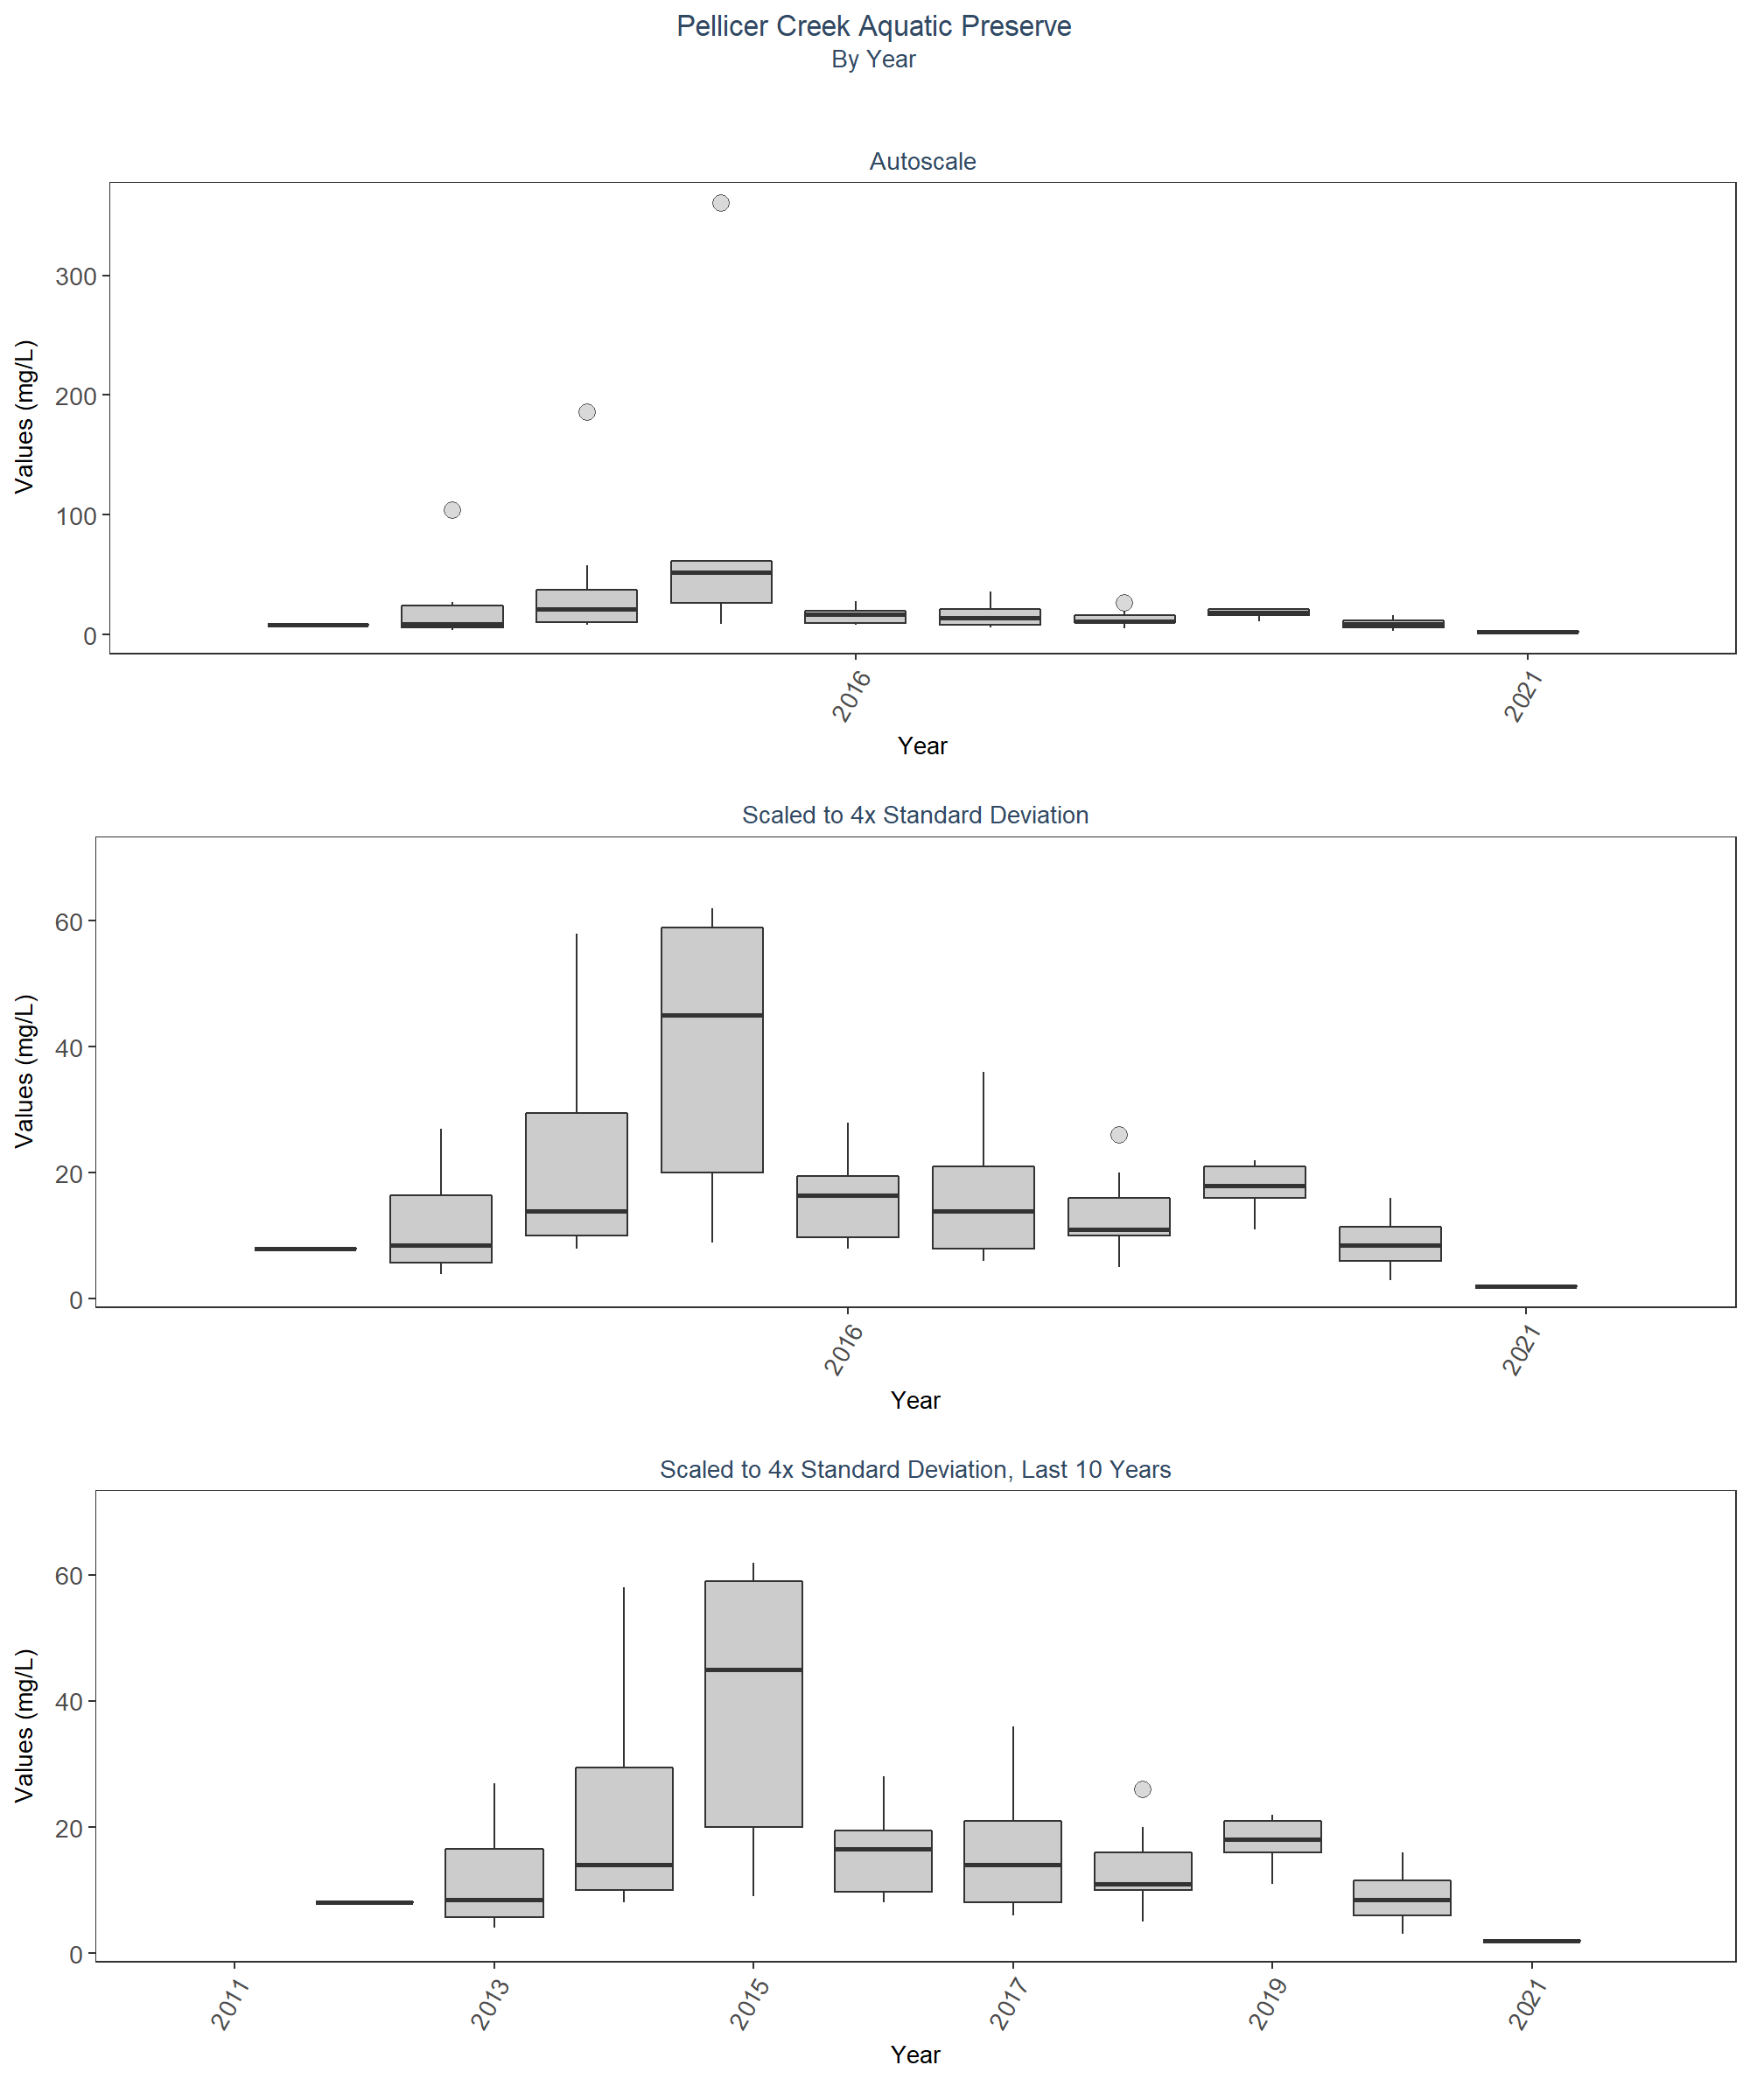 Pellicer Creek Aquatic Preserve
By Year
Autoscale
Values (mg/L)
300
200
100
0
2016
2021
Year
Scaled to 4x Standard Deviation
Values (mg/L)
60
40
20
0
2016
2021
Year
Scaled to 4x Standard Deviation, Last 10 Years
Values (mg/L)
60
40
20
0
2011
2013
2015
2017
2019
2021
Year